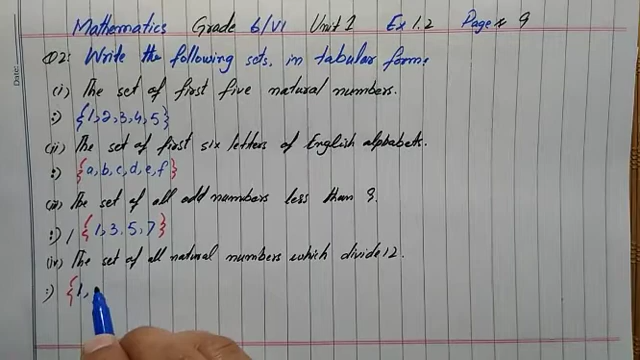 Mathematics Grade 6/VI Unit 1 Ex 1.2 Page # 9
Q2: Write the following sets, in tabular form:
(i) The set of first five natural numbers.
:) {1,2,3,4,5}
(ii) The set of first six letters of English alphabets.
:) {a,b,c,d,e,f}
(iii) The set of all odd numbers less than 9.
:) {1,3,5,7}
(iv) The set of all natural numbers which divide 12.
:) {1,
Date: